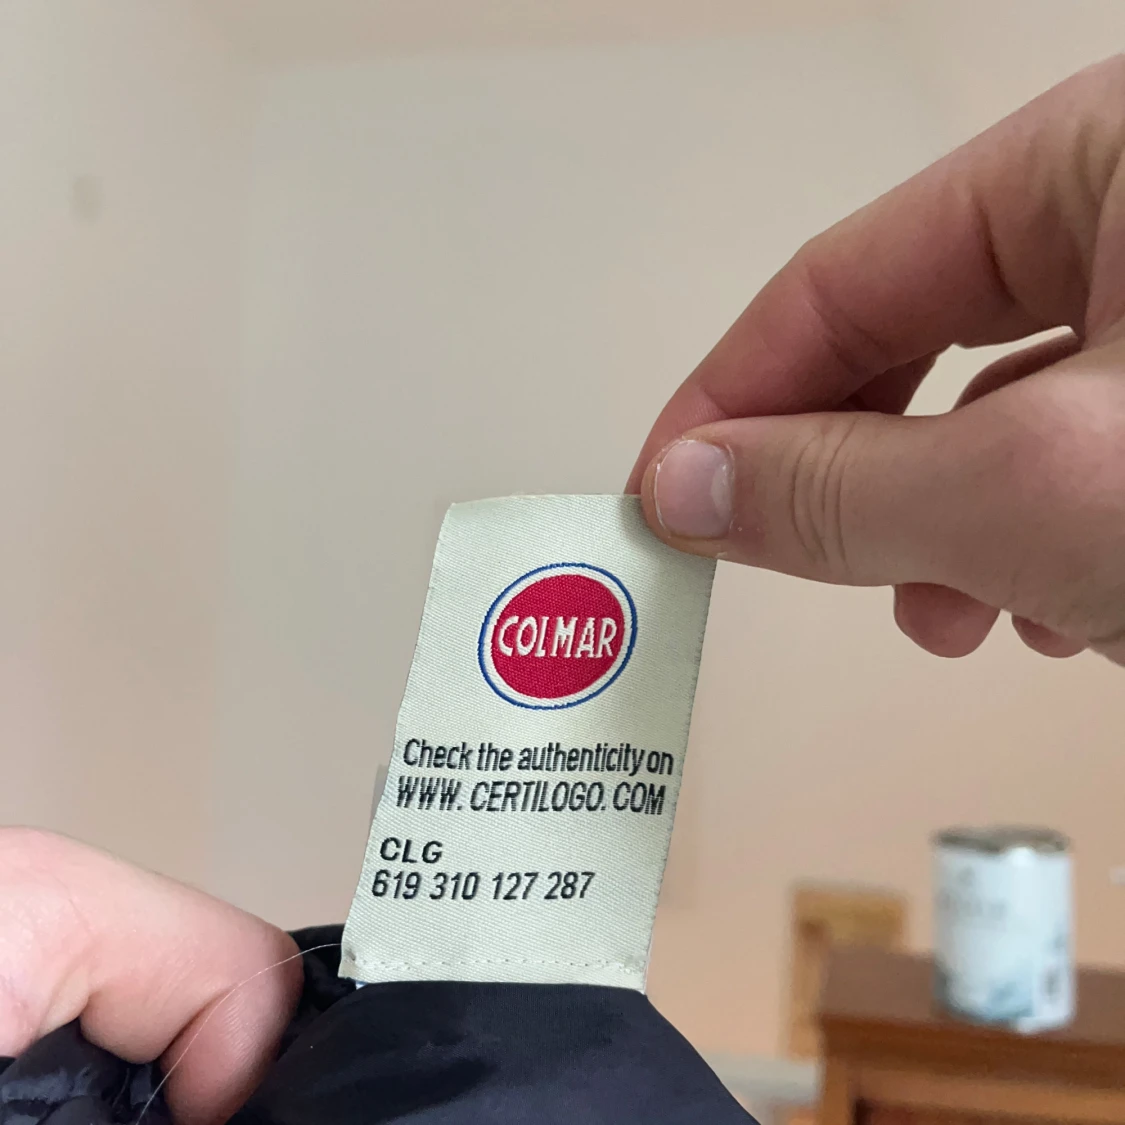 COLMAR
Check the authenticity on
WWW. CERTILOGO. COM
CLG
619 310 127 287